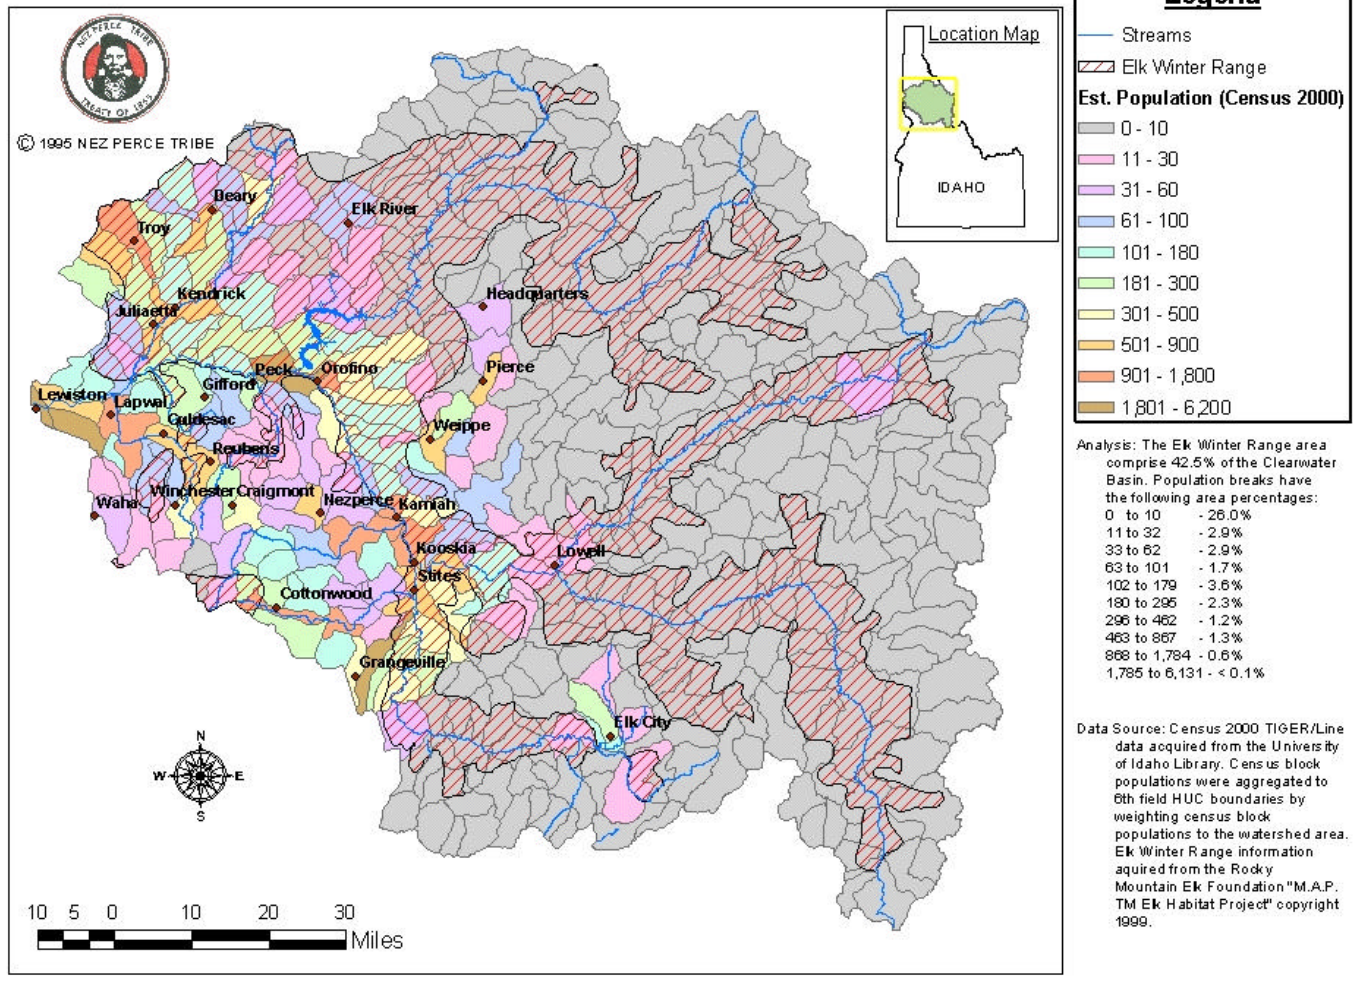 Legend
NEZ PERCE TRIBE
TREATY OF 1855
© 1995 NEZ PERCE TRIBE
Location Map
IDAHO
Streams
Elk Winter Range
Est. Population (Census 2000)
0 - 10
11 - 30
31 - 60
61 - 100
101 - 180
181 - 300
301 - 500
501 - 900
901 - 1,800
1,801 - 6,200
Deary
Elk River
Troy
Kendrick
Headquarters
Juliaetta
Peck
Orofino
Pierce
Gifford
Lewiston
Lapwai
Culdesac
Weippe
Reubens
Winchester
Craigmont
Waha
Nezperce
Kamiah
Kooskia
Lowell
Stites
Cottonwood
Grangeville
Elk City
N
W
E
S
10 5 0 10 20 30
Miles
Analysis: The Elk Winter Range area
comprise 42.5% of the Clearwater
Basin. Population breaks have
the following area percentages:
0 to 10 - 26.0%
11 to 32 - 2.9%
33 to 62 - 2.9%
63 to 101 - 1.7%
102 to 179 - 3.6%
180 to 295 - 2.3%
296 to 462 - 1.2%
463 to 867 - 1.3%
868 to 1,784 - 0.6%
1,785 to 6,131 - < 0.1%
Data Source: Census 2000 TIGER/Line
data acquired from the University
of Idaho Library. Census block
populations were aggregated to
6th field HUC boundaries by
weighting census block
populations to the watershed area.
Elk Winter Range information
aquired from the Rocky
Mountain Elk Foundation "M.A.P.
TM Elk Habitat Project" copyright
1999.